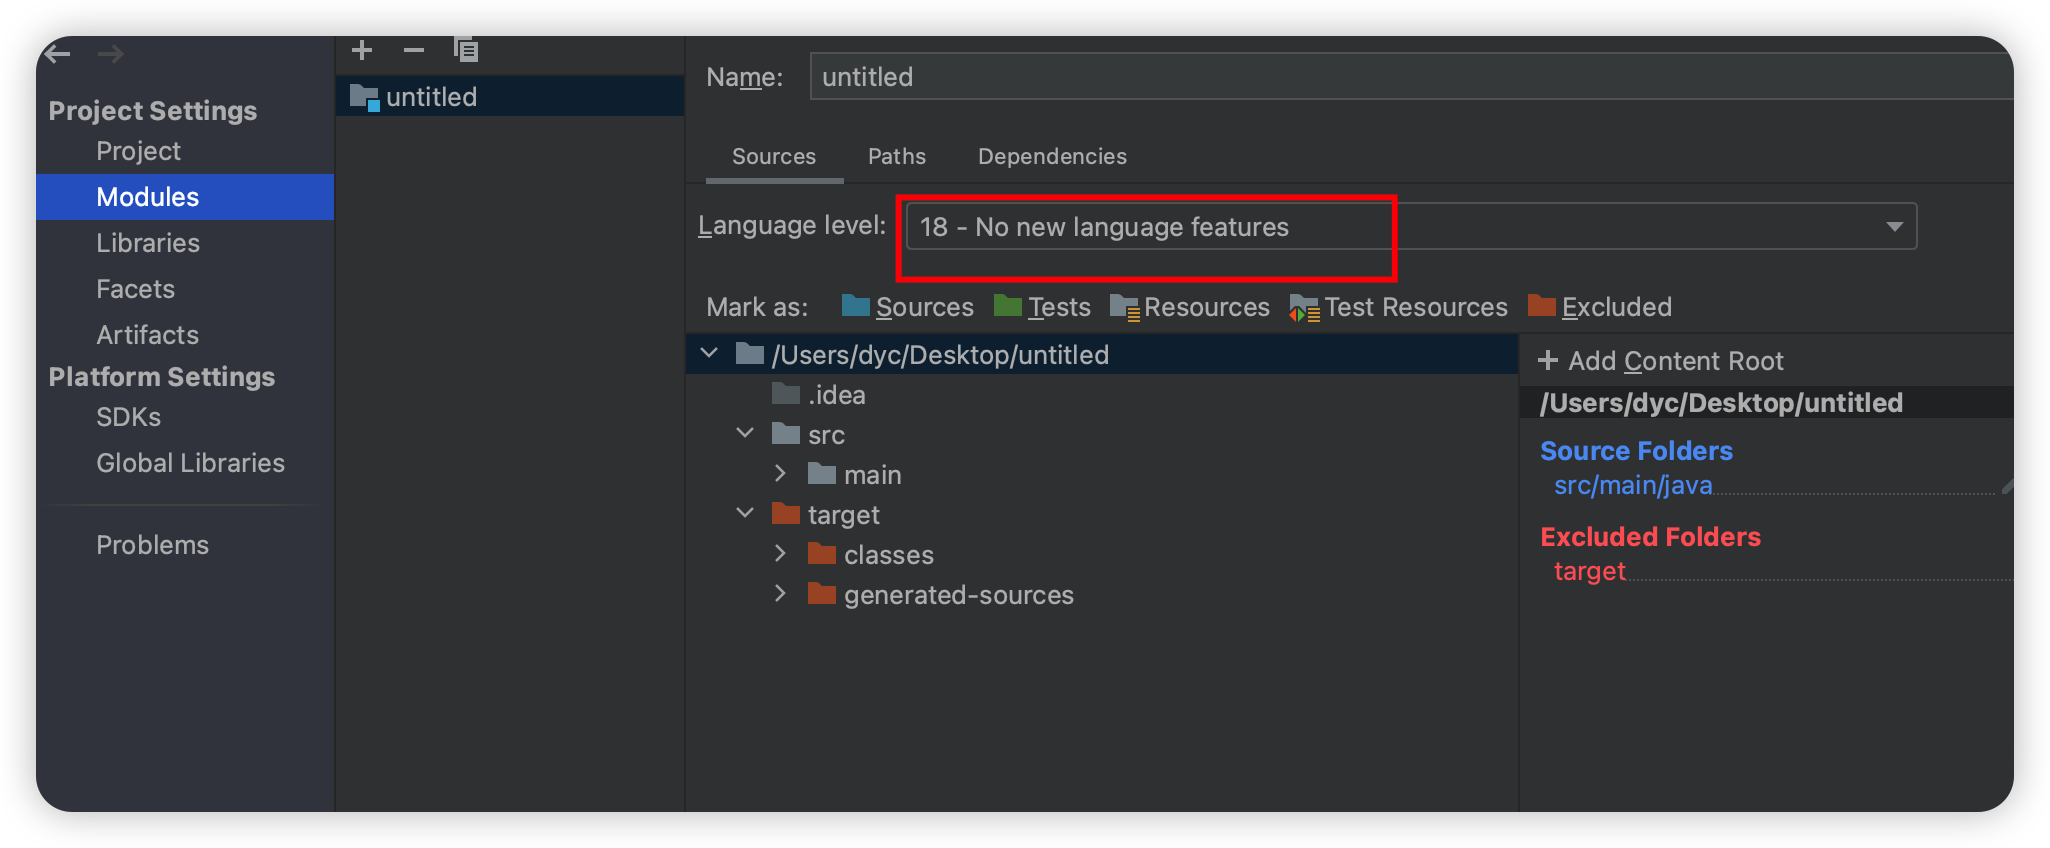 Project Settings
Project
Modules
Libraries
Facets
Artifacts
Platform Settings
SDKs
Global Libraries
Problems
untitled
Name: untitled
Sources Paths Dependencies
Language level: 18 - No new language features
Mark as: Sources Tests Resources Test Resources Excluded
/Users/dyc/Desktop/untitled
.idea
src
main
target
classes
generated-sources
+ Add Content Root
/Users/dyc/Desktop/untitled
Source Folders
src/main/java
Excluded Folders
target